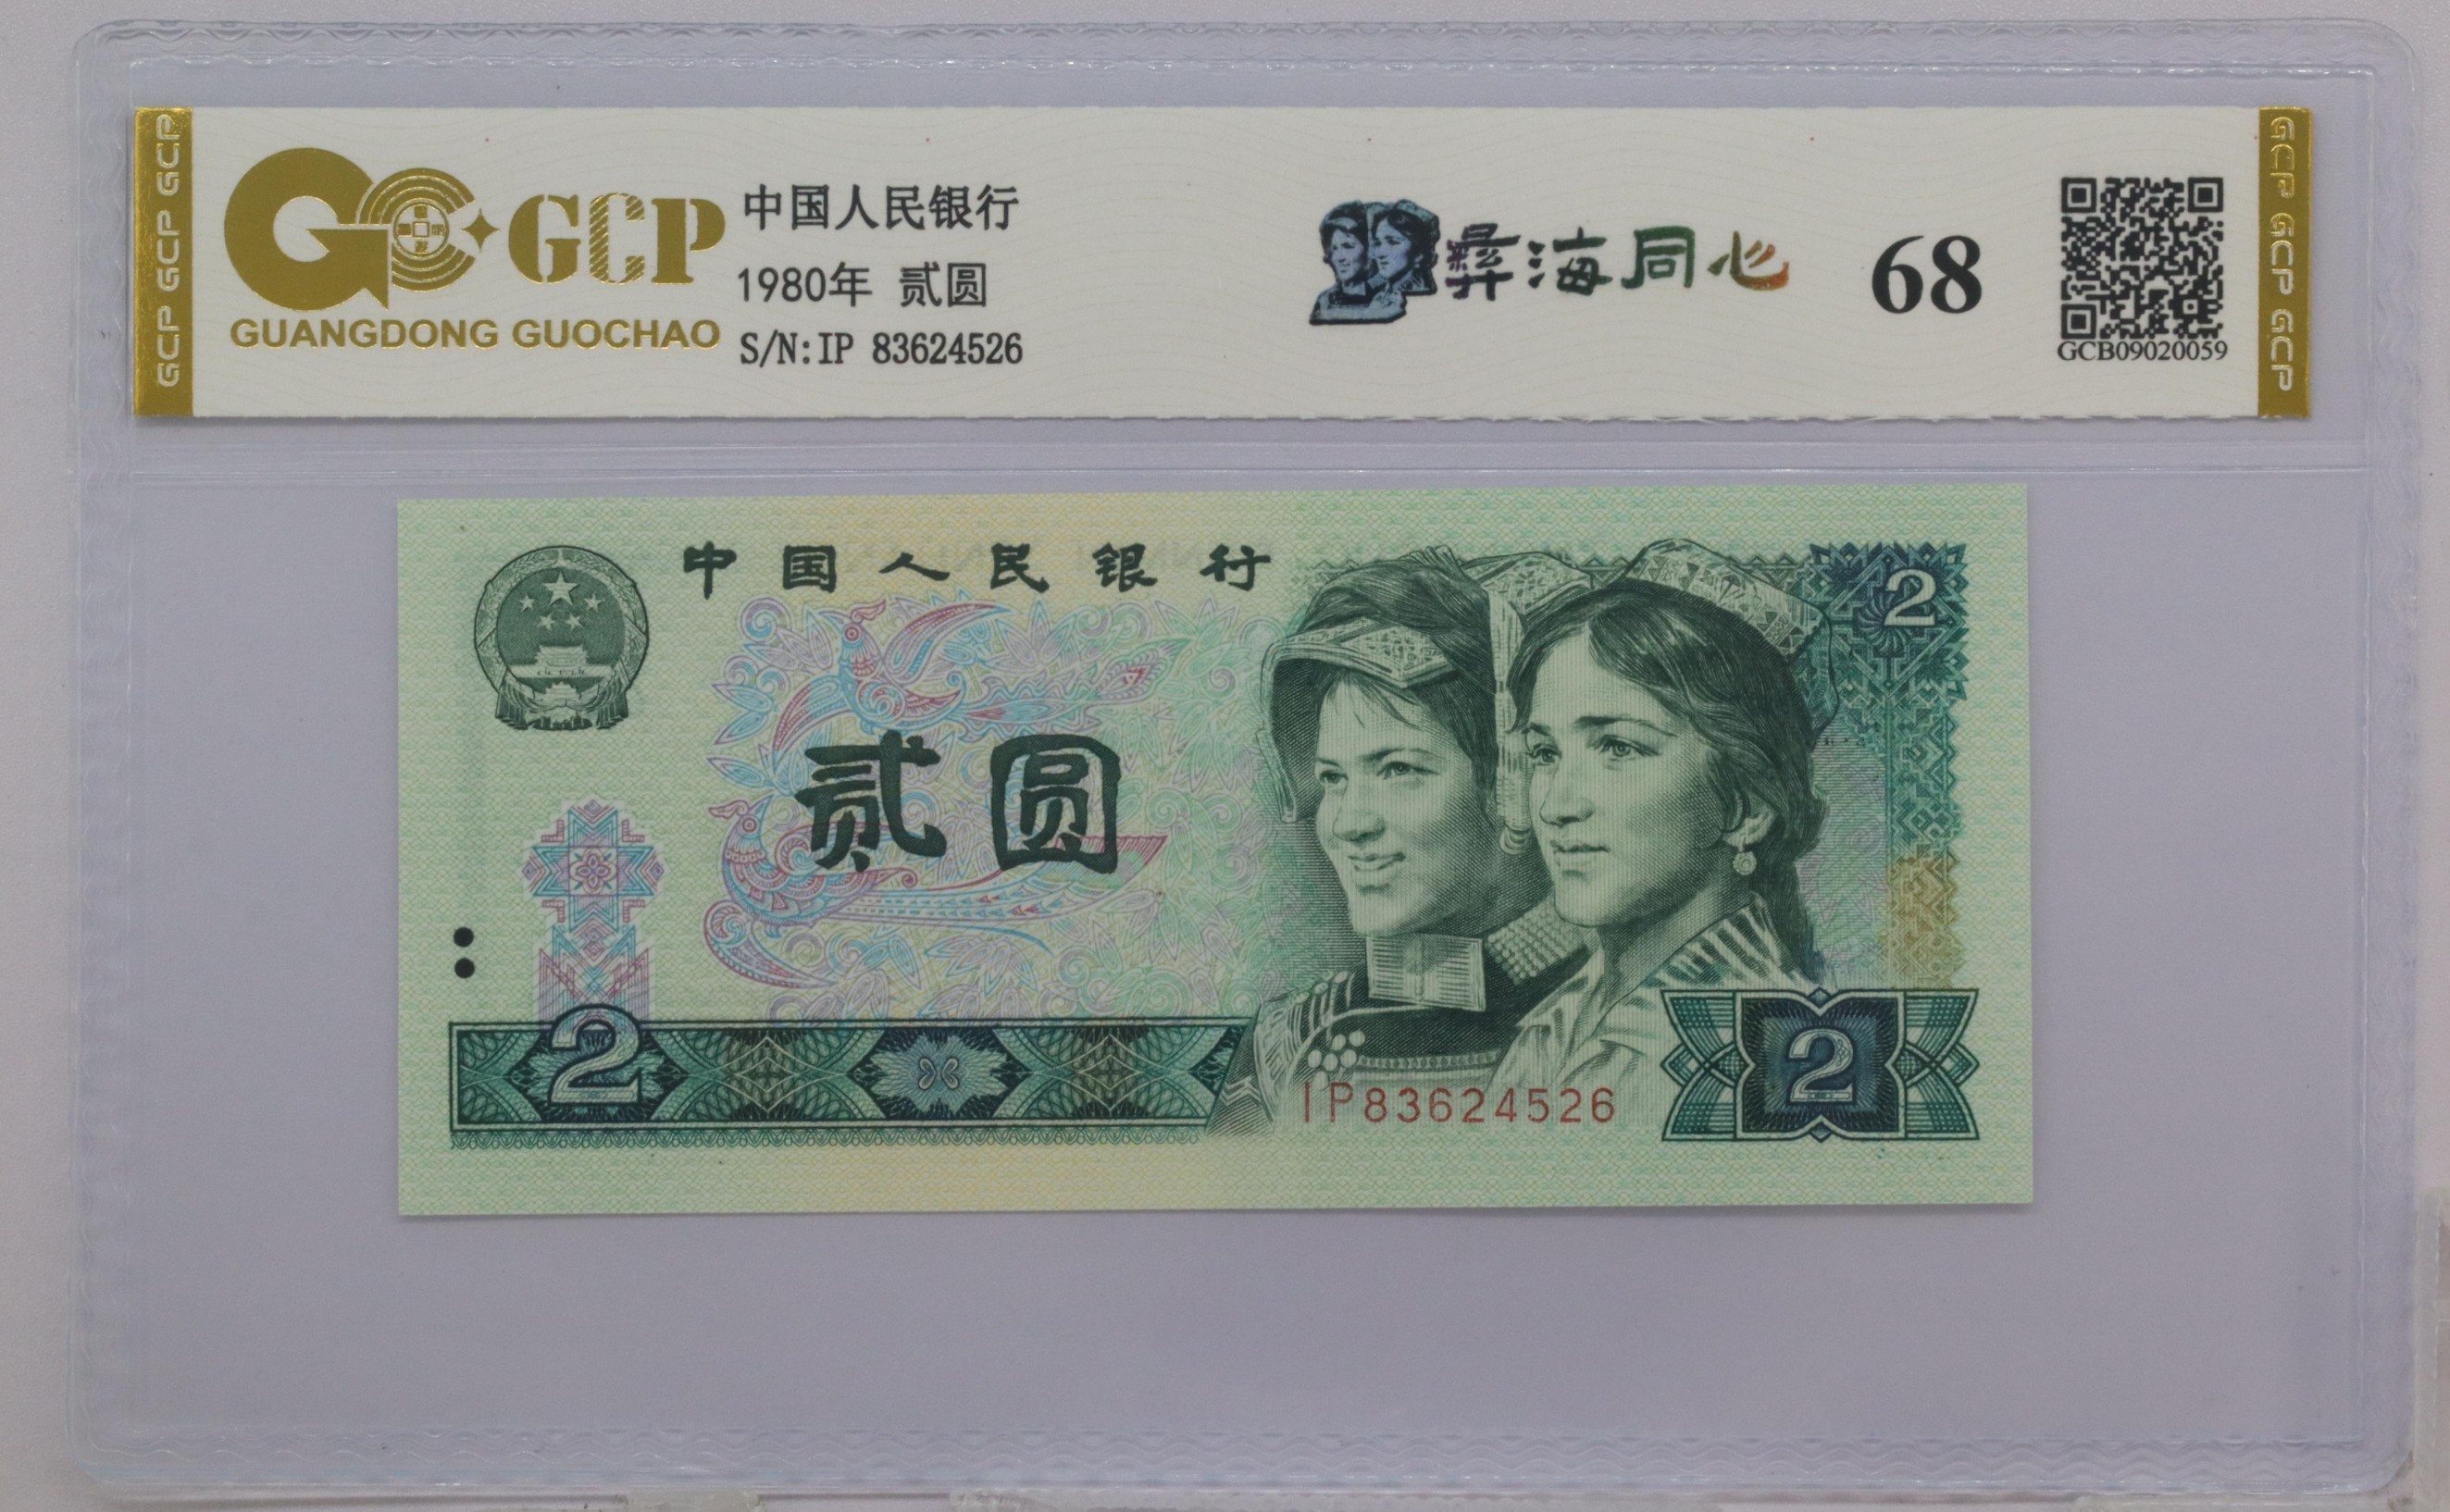 GCP GCP GCP
GCP
GUANGDONG GUOCHAO
中国人民银行
1980年 贰圆
S/N:IP 83624526
彝海同心
68
GCB09020059
GCP GCP GCP
中国人民银行
2
贰圆
2
IP83624526
2